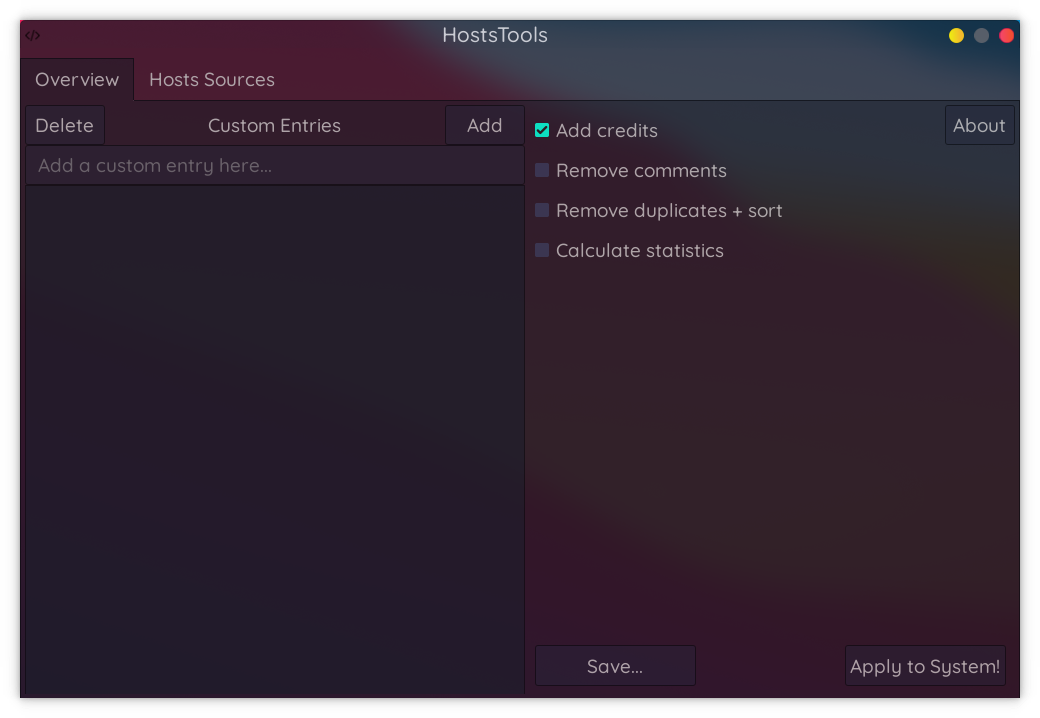 HostsTools
Overview Hosts Sources
Delete Custom Entries Add
Add a custom entry here...
Add credits
About
Remove comments
Remove duplicates + sort
Calculate statistics
Save... Apply to System!